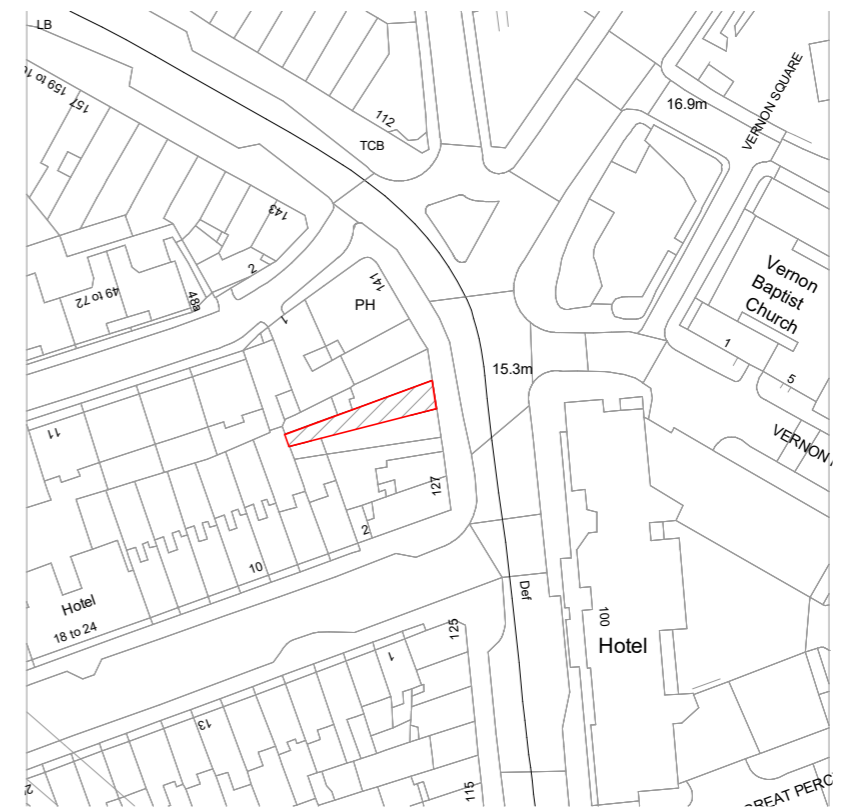 LB
159 to 1
157
112
TCB
16.9m
VERNON SQUARE
143
2
49 to 72
48a
141
PH
1
Vernon
Baptist
Church
1
5
15.3m
11
VERNON
127
2
10
Hotel
18 to 24
Def
100
Hotel
125
1
13
115
GREAT PERC